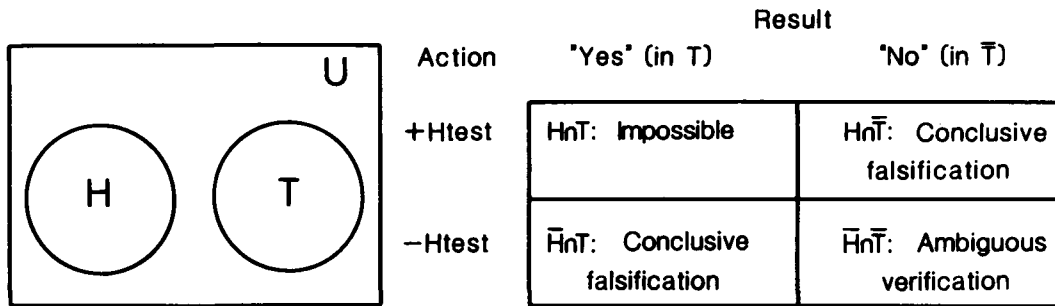 Result
U Action "Yes" (in T) "No" (in T̅)
+Htest H∩T: Impossible H∩T̅: Conclusive
falsification
H T
−Htest H̅∩T: Conclusive H̅∩T̅: Ambiguous
falsification verification